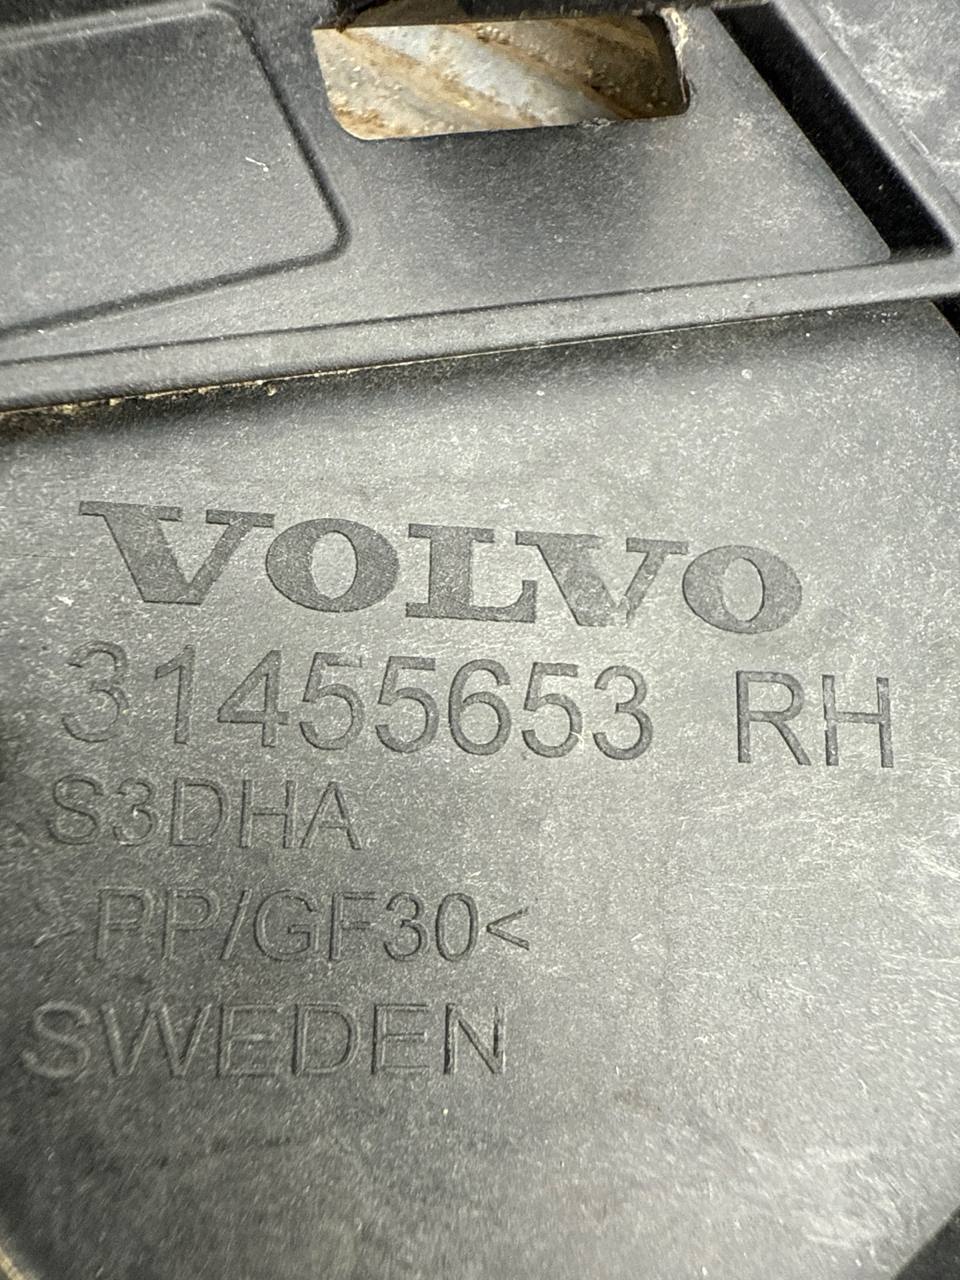 VOLVO
31455653 RH
S3DHA
>PP/GF30<
SWEDEN